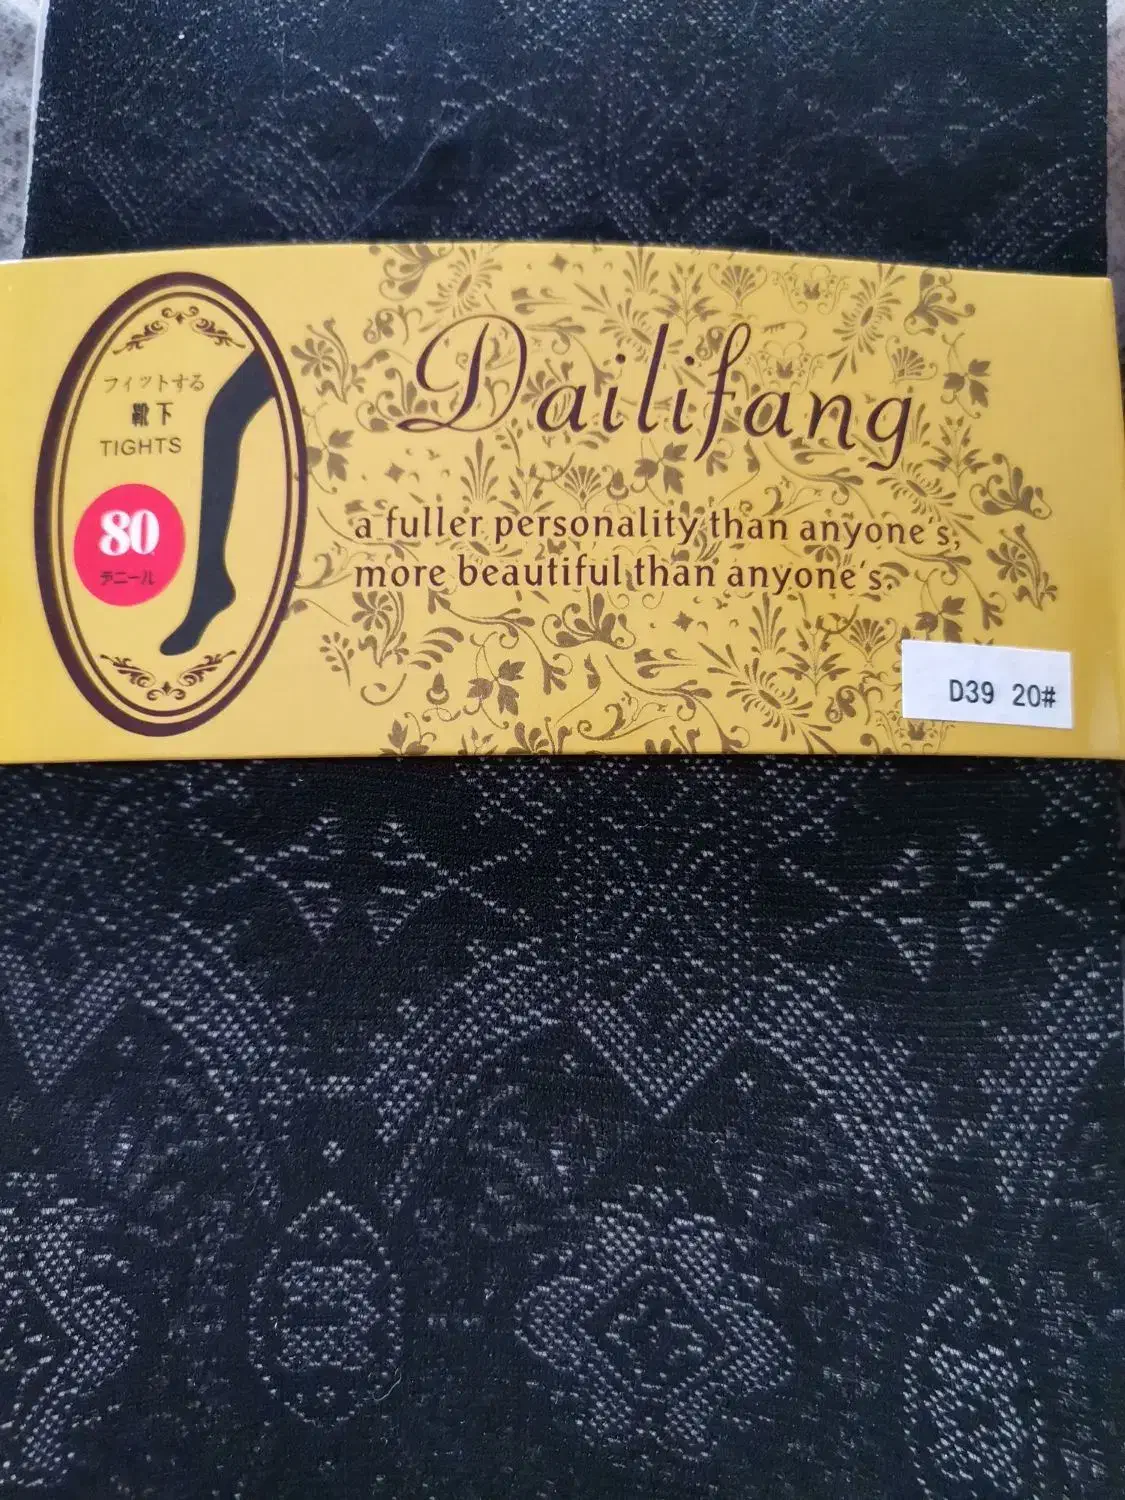 フィットする
靴下
TIGHTS
80
デニール
Dailifang
a fuller personality than anyone's,
more beautiful than anyone's.
D39 20#